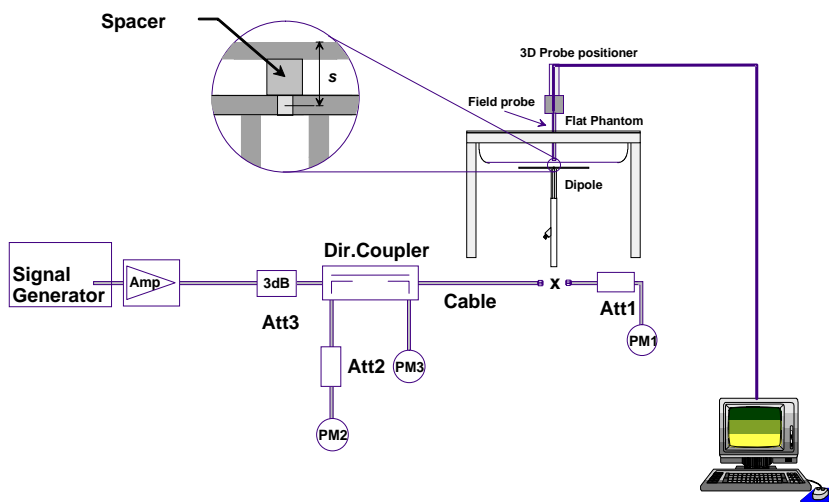 Spacer
s
3D Probe positioner
Field probe
Flat Phantom
Dipole
Dir.Coupler
Signal
Generator
Amp
3dB
Att3
Cable
x
Att1
PM1
Att2
PM3
PM2